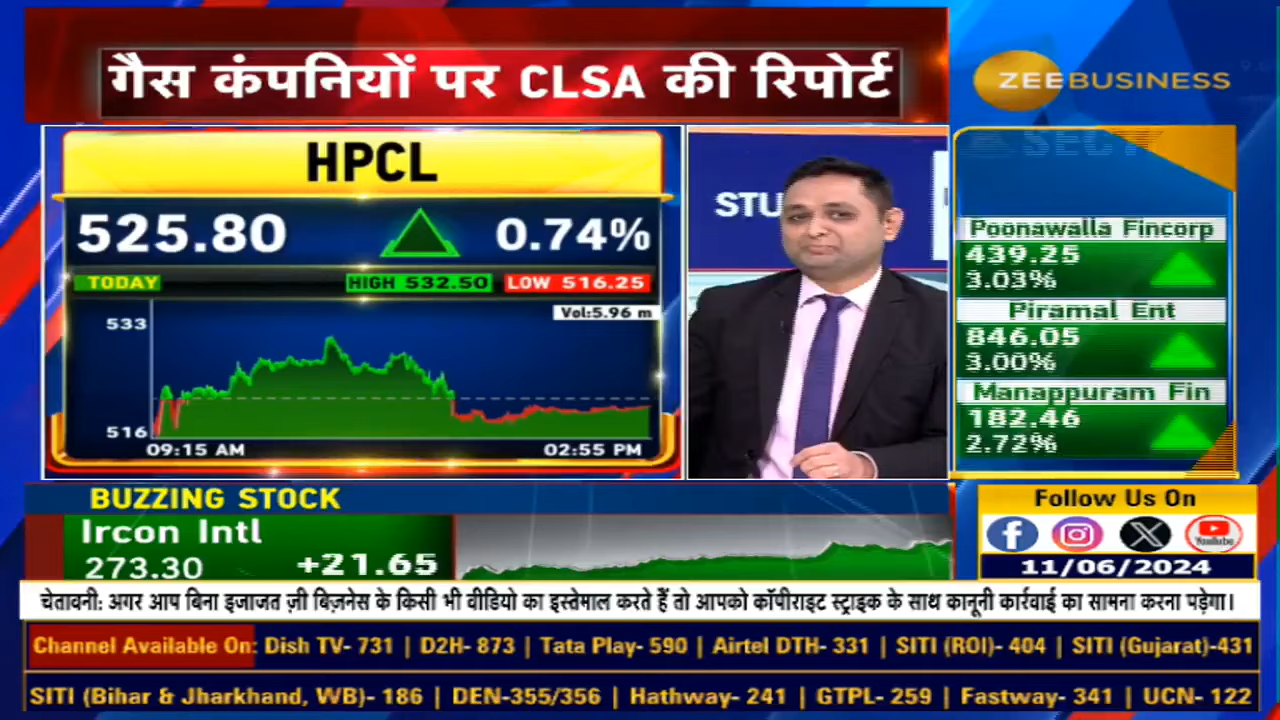 गैस कंपनियों पर CLSA की रिपोर्ट
ZEEBUSINESS
HPCL
525.80 0.74%
TODAY HIGH 532.50 LOW 516.25
Vol:5.96 m
533
516
09:15 AM 02:55 PM
STU
Poonawalla Fincorp
439.25
3.03%
Piramal Ent
846.05
3.00%
Manappuram Fin
182.46
2.72%
BUZZING STOCK
Ircon Intl
273.30 +21.65
Follow Us On
YouTube
11/06/2024
चेतावनी: अगर आप बिना इजाजत ज़ी बिज़नेस के किसी भी वीडियो का इस्तेमाल करते हैं तो आपको कॉपीराइट स्ट्राइक के साथ कानूनी कार्रवाई का सामना करना पड़ेगा।
Channel Available On: Dish TV- 731 | D2H- 873 | Tata Play- 590 | Airtel DTH- 331 | SITI (ROI)- 404 | SITI (Gujarat)-431
SITI (Bihar & Jharkhand, WB)- 186 | DEN-355/356 | Hathway- 241 | GTPL- 259 | Fastway- 341 | UCN- 122